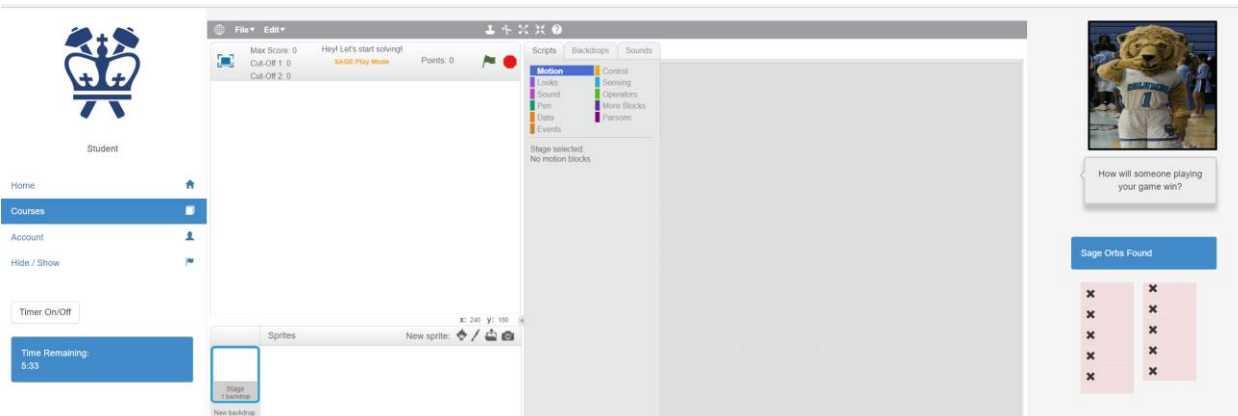 Student
Home
Courses
Account
Hide / Show
Timer On/Off
Time Remaining:
5:33
File Edit
Max Score: 0
Cut-Off 1: 0
Cut-Off 2: 0
Hey! Let's start solving!
SAGE Play Mode
Points: 0
x: 240 y: 180
Sprites
New sprite:
Stage
1 backdrop
New backdrop
Scripts Backdrops Sounds
Motion Control
Looks Sensing
Sound Operators
Pen More Blocks
Data Parsons
Events
Stage selected:
No motion blocks
COLUMBIA
1
How will someone playing
your game win?
Sage Orbs Found